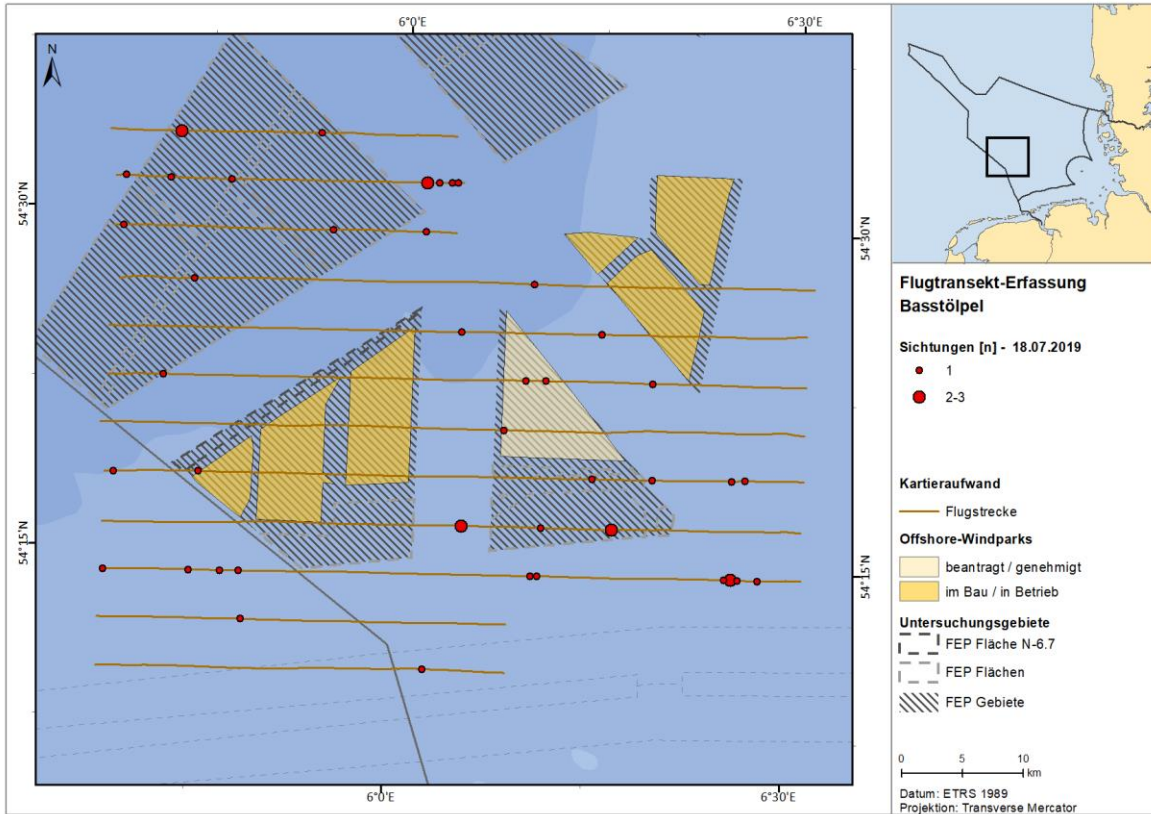 6°0'E
6°30'E
N
54°30'N
54°30'N
54°15'N
54°15'N
6°0'E
6°30'E
Flugtransekt-Erfassung
Basstölpel
Sichtungen [n] - 18.07.2019
1
2-3
Kartieraufwand
Flugstrecke
Offshore-Windparks
beantragt / genehmigt
im Bau / in Betrieb
Untersuchungsgebiete
FEP Fläche N-6.7
FEP Flächen
FEP Gebiete
0 5 10
km
Datum: ETRS 1989
Projektion: Transverse Mercator